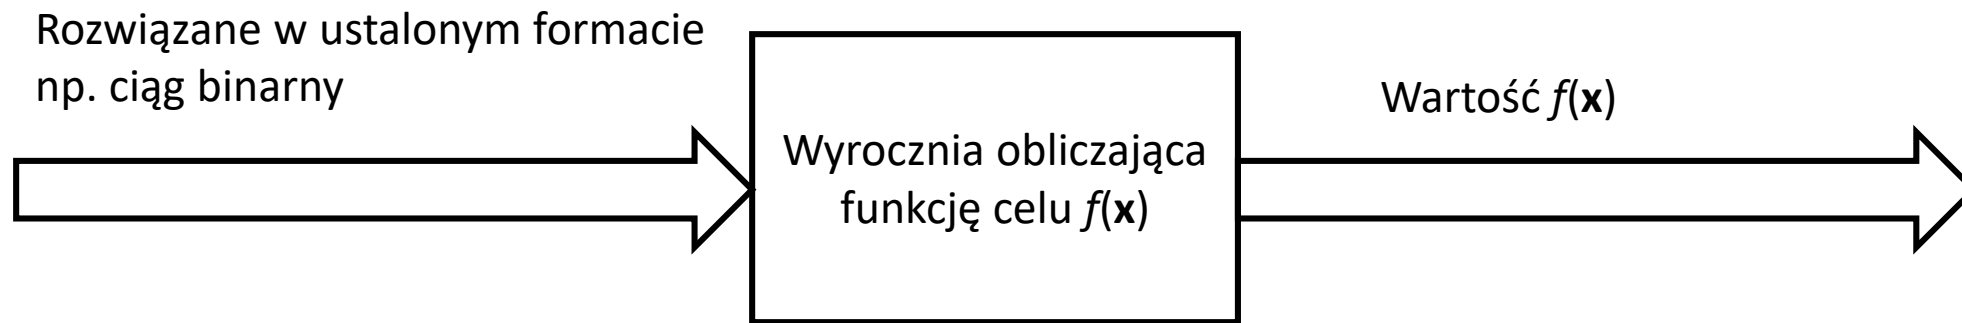 Rozwiązane w ustalonym formacie
np. ciąg binarny
Wyrocznia obliczająca
funkcję celu f(x)
Wartość f(x)